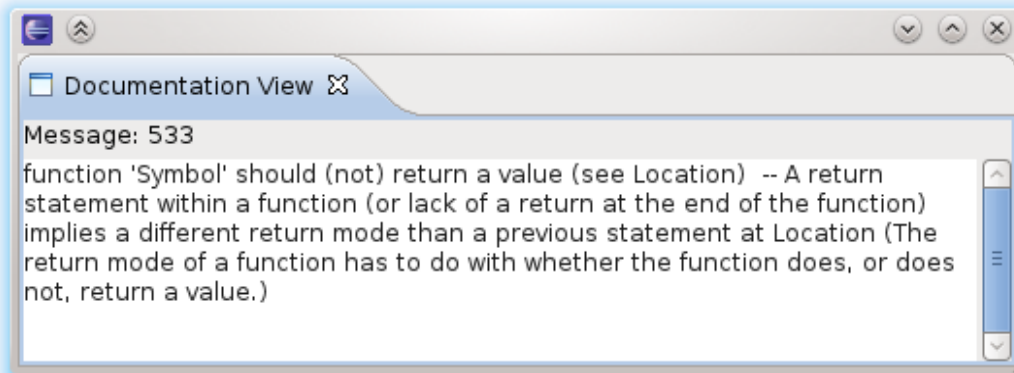 Documentation View
Message: 533
function 'Symbol' should (not) return a value (see Location)  -- A return
statement within a function (or lack of a return at the end of the function)
implies a different return mode than a previous statement at Location (The
return mode of a function has to do with whether the function does, or does
not, return a value.)